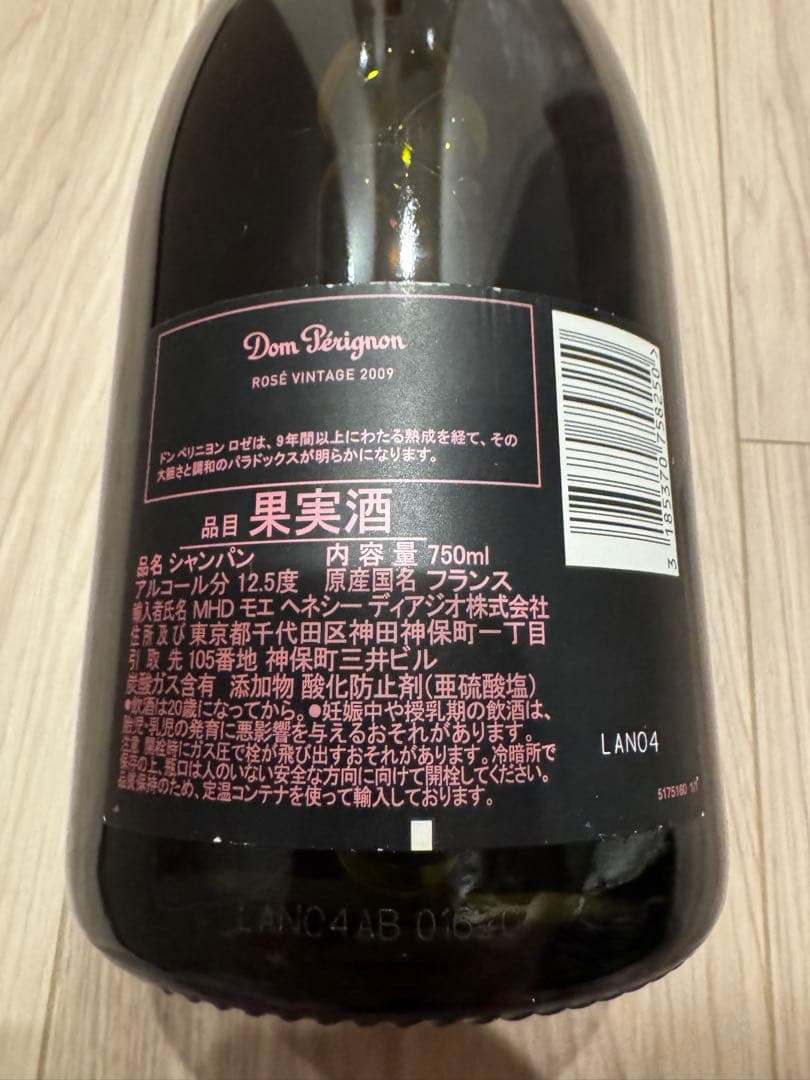 Dom Pérignon
ROSÉ VINTAGE 2009
ドン ペリニヨン ロゼは、9年間以上にわたる熟成を経て、その
大胆さと調和のパラドックスが明らかになります。
品目 果実酒
品名 シャンパン 内容量 750ml
アルコール分 12.5度 原産国名 フランス
輸入者氏名 MHD モエ ヘネシー ディアジオ株式会社
住所及び 東京都千代田区神田神保町一丁目
引取先 105番地 神保町三井ビル
炭酸ガス含有 添加物 酸化防止剤(亜硫酸塩)
●飲酒は20歳になってから。●妊娠中や授乳期の飲酒は、
胎児・乳児の発育に悪影響を与えるおそれがあります。
注意 開栓時にガス圧で栓が飛び出すおそれがあります。冷暗所で
保存の上、瓶口は人のいない安全な方向に向けて開栓してください。
品質保持のため、定温コンテナを使って輸入しております。
3 185370 758250 >
LAN04
5175160 1/1
LAN04AB